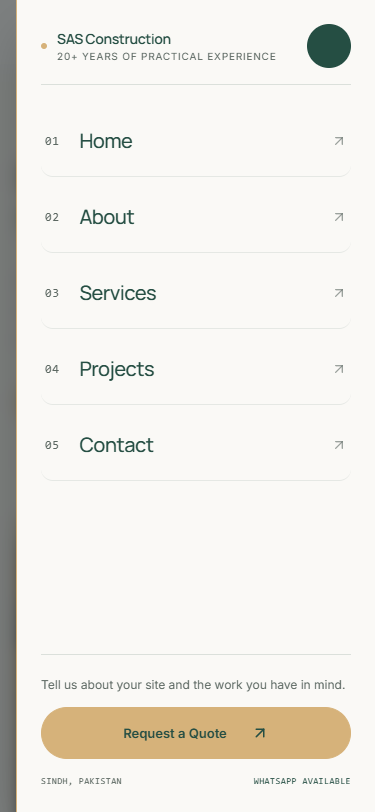 SAS Construction
20+ YEARS OF PRACTICAL EXPERIENCE
01 Home
02 About
03 Services
04 Projects
05 Contact
Tell us about your site and the work you have in mind.
Request a Quote
SINDH, PAKISTAN WHATSAPP AVAILABLE